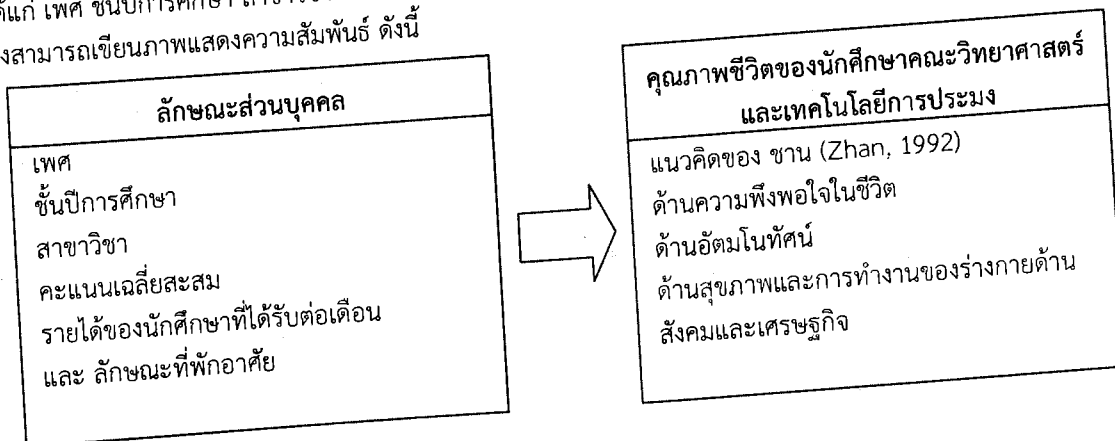 เพศ ชั้นปีการศึกษา
งสามารถเขียนภาพแสดงความสัมพันธ์ ดังนี้
ลักษณะส่วนบุคคล
เพศ
ชั้นปีการศึกษา
สาขาวิชา
คะแนนเฉลี่ยสะสม
รายได้ของนักศึกษาที่ได้รับต่อเดือน
และ ลักษณะที่พักอาศัย
คุณภาพชีวิตของนักศึกษาคณะวิทยาศาสตร์
และเทคโนโลยีการประมง
แนวคิดของ ชาน (Zhan, 1992)
ด้านความพึงพอใจในชีวิต
ด้านอัตมโนทัศน์
ด้านสุขภาพและการทำงานของร่างกายด้าน
สังคมและเศรษฐกิจ